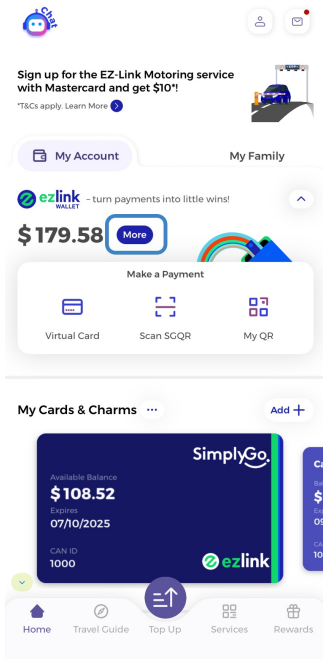 Chat
Sign up for the EZ-Link Motoring service
with Mastercard and get $10*!
*T&Cs apply. Learn More
My Account
My Family
ezlink
WALLET
– turn payments into little wins!
$179.58
More
Make a Payment
Virtual Card
Scan SGQR
My QR
My Cards & Charms ...
Add +
SimplyGo.
Available Balance
$108.52
Expires
07/10/2025
CAN ID
1000
ezlink
$
Home
Travel Guide
Top Up
Services
Rewards